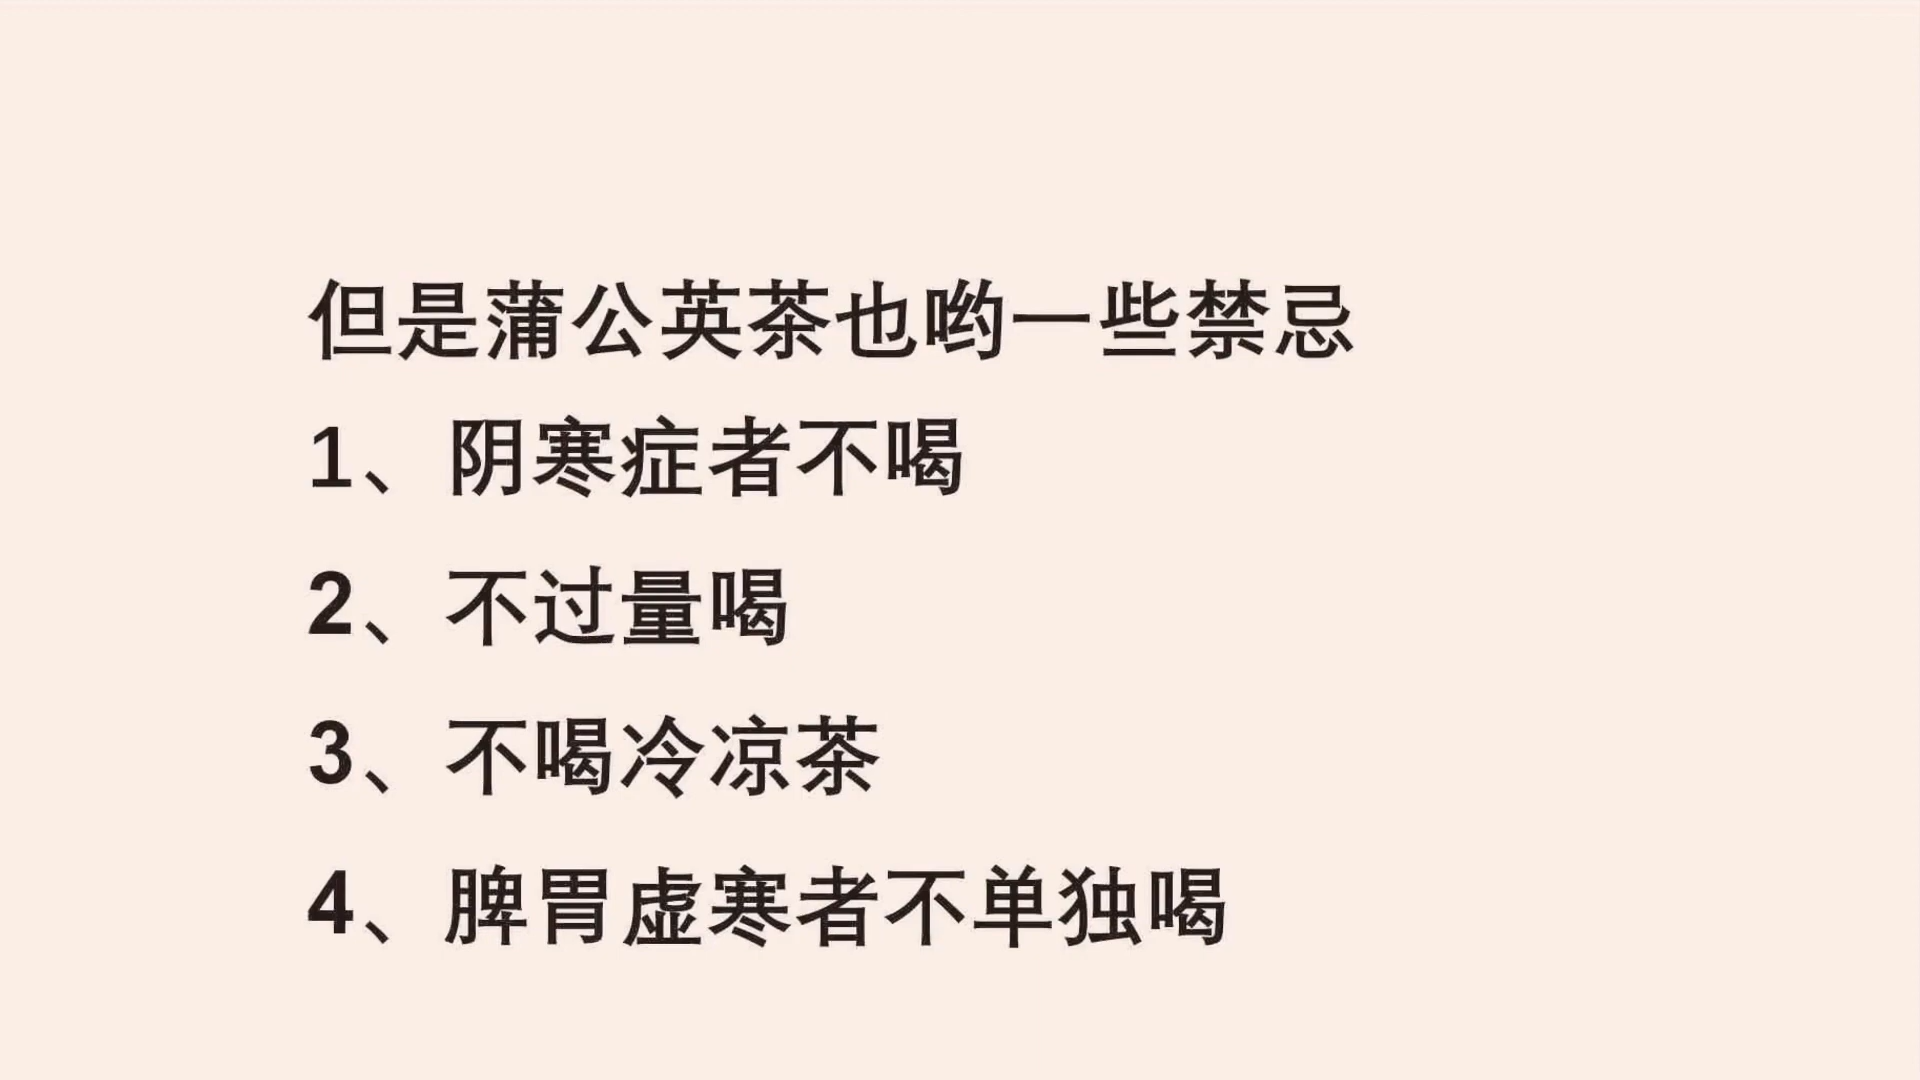 但是蒲公英茶也哟一些禁忌
1、阴寒症者不喝
2、不过量喝
3、不喝冷凉茶
4、脾胃虚寒者不单独喝